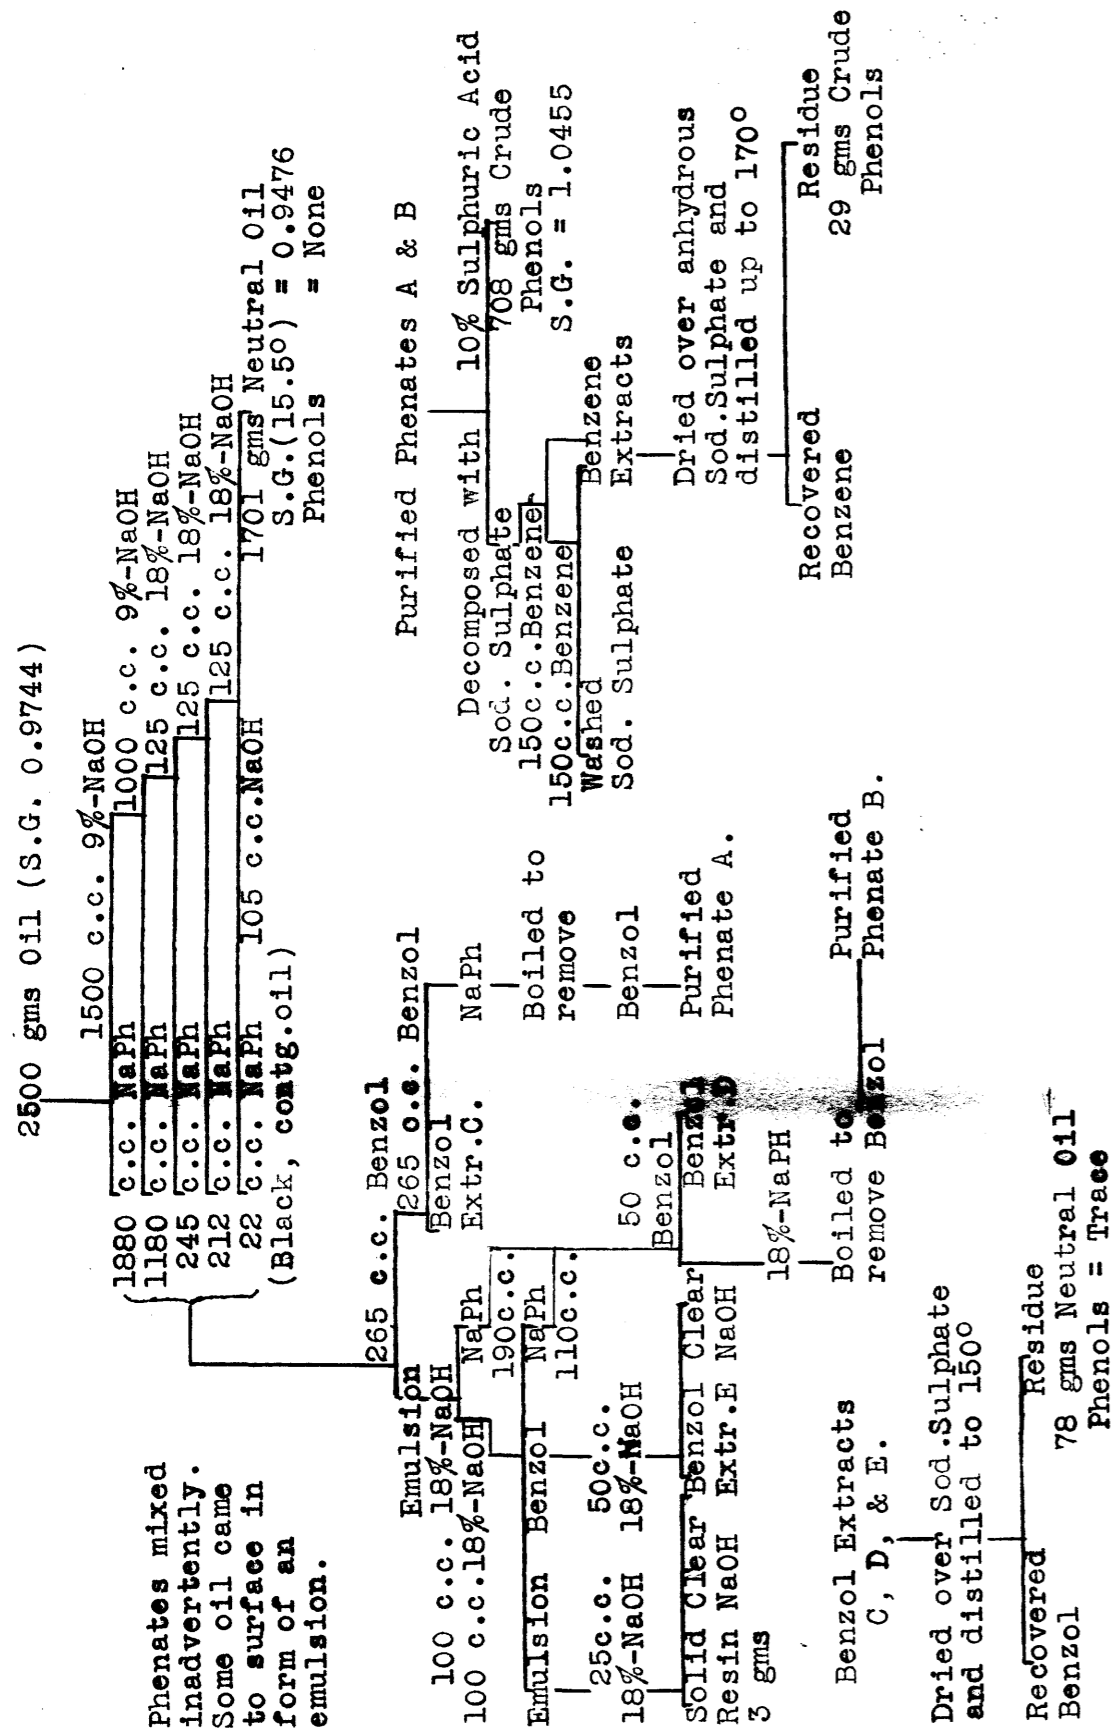 2500 gms Oil (S.G. 0.9744)
1500 c.c. 9%-NaOH
1880 c.c. NaPh 1000 c.c. 9%-NaOH
1180 c.c. NaPh 125 c.c. 18%-NaOH
245 c.c. NaPh 125 c.c. 18%-NaOH
212 c.c. NaPh 125 c.c. 18%-NaOH
22 c.c. NaPh 105 c.c.NaOH 1701 gms Neutral Oil
(Black, contg.oil)
S.G.(15.5°) = 0.9476
Phenols = None
Phenates mixed
inadvertently.
Some oil came
to surface in
form of an
emulsion.
265 c.c. Benzol
Emulsion 265 c.c. Benzol
100 c.c. 18%-NaOH
Benzol
Extr.C.
NaPh
100 c.c.18%-NaOH NaPh
190c.c.
Boiled to
remove
Benzol
Purified
Phenate A.
Emulsion Benzol NaPh
110c.c.
25c.c.
18%-NaOH
50c.c.
18%-NaOH
50 c.c.
Benzol
Solid Clear Benzol Clear
Resin NaOH Extr.E NaOH
3 gms
Benzol
Extr.D
18%-NaPH
Boiled to
remove Benzol
Purified
Phenate B.
Benzol Extracts
C, D, & E.
Dried over Sod.Sulphate
and distilled to 150°
Recovered
Benzol
Residue
78 gms Neutral Oil
Phenols = Trace
Purified Phenates A & B
Decomposed with 10% Sulphuric Acid
Sod. Sulphate
708 gms Crude
Phenols
S.G. = 1.0455
150c.c.Benzene
150c.c.Benzene
Washed
Sod. Sulphate
Benzene
Extracts
Dried over anhydrous
Sod.Sulphate and
distilled up to 170°
Recovered
Benzene
Residue
29 gms Crude
Phenols